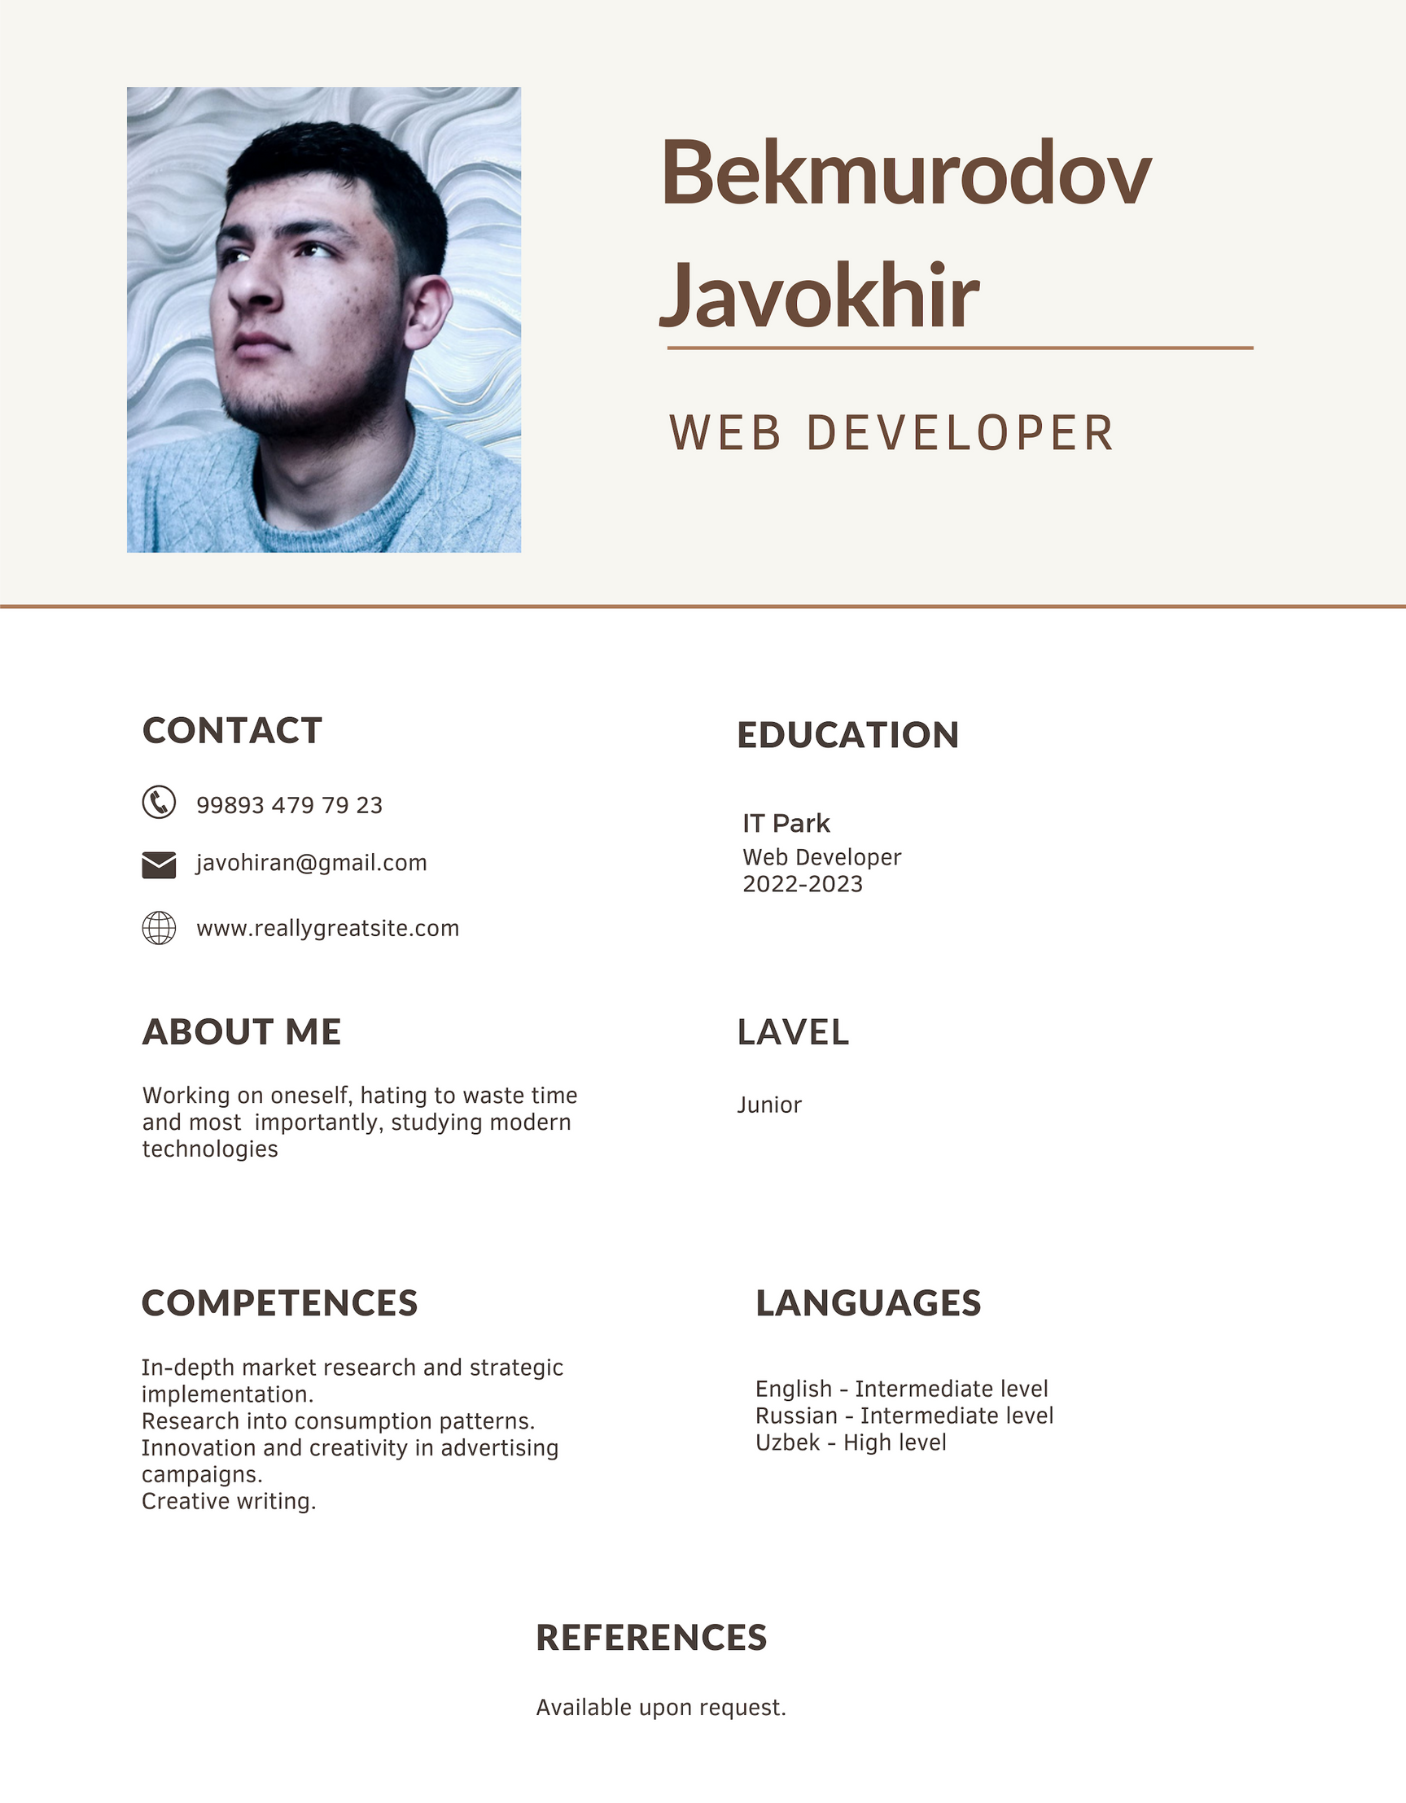 Bekmurodov
Javokhir
WEB DEVELOPER
CONTACT
99893 479 79 23
javohiran@gmail.com
www.reallygreatsite.com
EDUCATION
IT Park
Web Developer
2022-2023
ABOUT ME
Working on oneself, hating to waste time
and most  importantly, studying modern
technologies
LAVEL
Junior
COMPETENCES
In-depth market research and strategic
implementation.
Research into consumption patterns.
Innovation and creativity in advertising
campaigns.
Creative writing.
LANGUAGES
English - Intermediate level
Russian - Intermediate level
Uzbek - High level
REFERENCES
Available upon request.